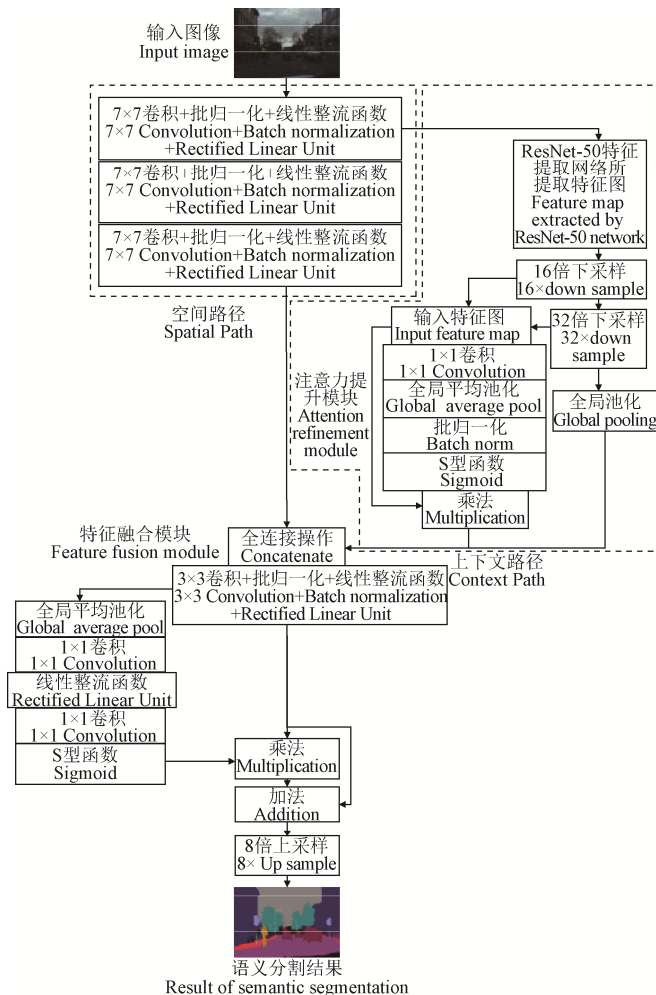 输入图像
Input image
7×7卷积+批归一化+线性整流函数
7×7 Convolution+Batch normalization
+Rectified Linear Unit
7×7卷积+批归一化+线性整流函数
7×7 Convolution+Batch normalization
+Rectified Linear Unit
7×7卷积+批归一化+线性整流函数
7×7 Convolution+Batch normalization
+Rectified Linear Unit
空间路径
Spatial Path
ResNet-50特征
提取网络所
提取特征图
Feature map
extracted by
ResNet-50 network
16倍下采样
16×down sample
32倍下采样
32×down
sample
全局池化
Global pooling
注意力提
升模块
Attention
refinement
module
输入特征图
Input feature map
1×1卷积
1×1 Convolution
全局平均池化
Global average pool
批归一化
Batch norm
S型函数
Sigmoid
乘法
Multiplication
上下文路径
Context Path
特征融合模块
Feature fusion module
全连接操作
Concatenate
3×3卷积+批归一化+线性整流函数
3×3 Convolution+Batch normalization
+Rectified Linear Unit
全局平均池化
Global average pool
1×1卷积
1×1 Convolution
线性整流函数
Rectified Linear Unit
1×1卷积
1×1 Convolution
S型函数
Sigmoid
乘法
Multiplication
加法
Addition
8倍上采样
8× Up sample
语义分割结果
Result of semantic segmentation